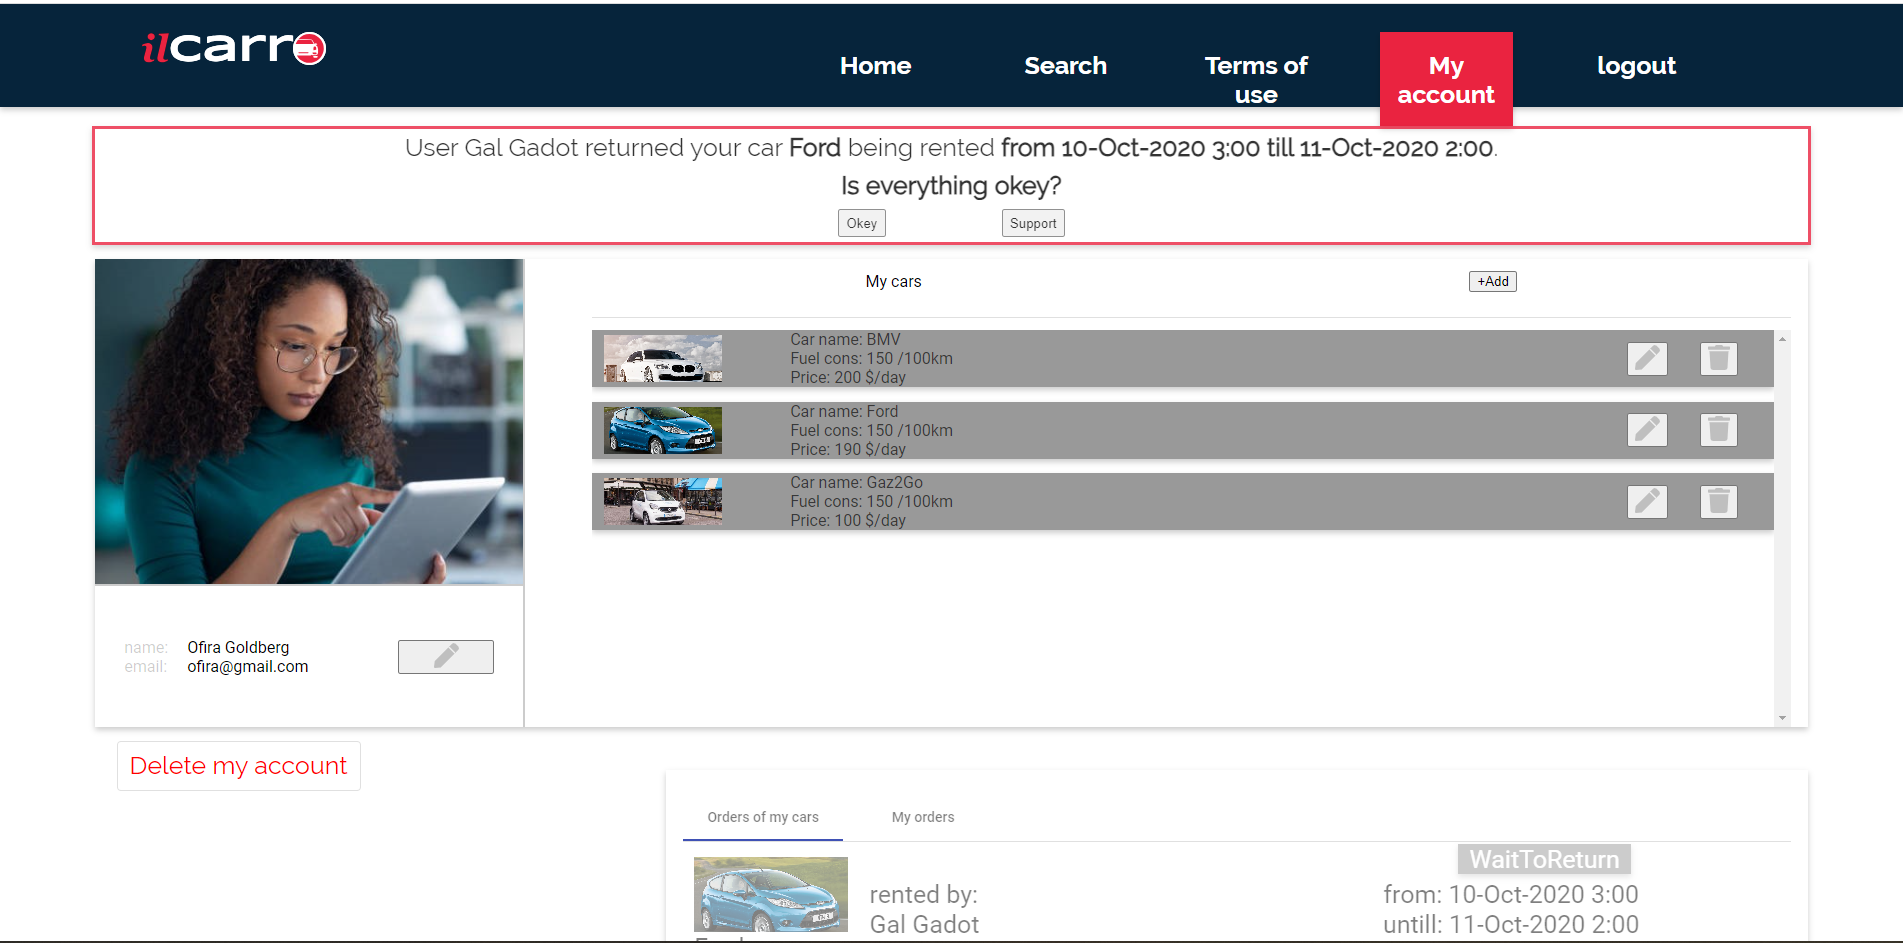 ilcarro
Home
Search
Terms of
use
My
account
logout
User Gal Gadot returned your car Ford being rented from 10-Oct-2020 3:00 till 11-Oct-2020 2:00.
Is everything okey?
Okey
Support
My cars
+Add
Car name: BMV
Fuel cons: 150 /100km
Price: 200 $/day
Car name: Ford
Fuel cons: 150 /100km
Price: 190 $/day
Car name: Gaz2Go
Fuel cons: 150 /100km
Price: 100 $/day
name: Ofira Goldberg
email: ofira@gmail.com
Delete my account
Orders of my cars
My orders
WaitToReturn
rented by:
Gal Gadot
from: 10-Oct-2020 3:00
untill: 11-Oct-2020 2:00